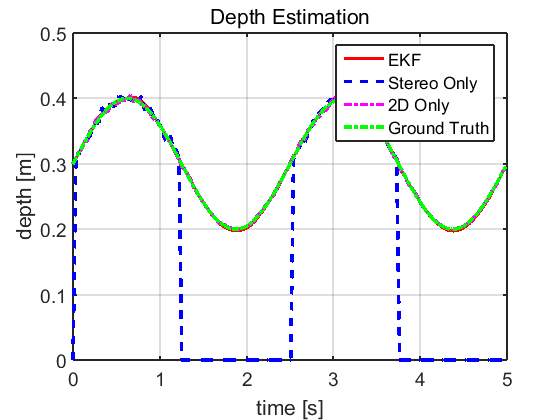 Depth Estimation
0.5
0.4
0.3
0.2
0.1
0
depth [m]
EKF
Stereo Only
2D Only
Ground Truth
0 1 2 3 4 5
time [s]